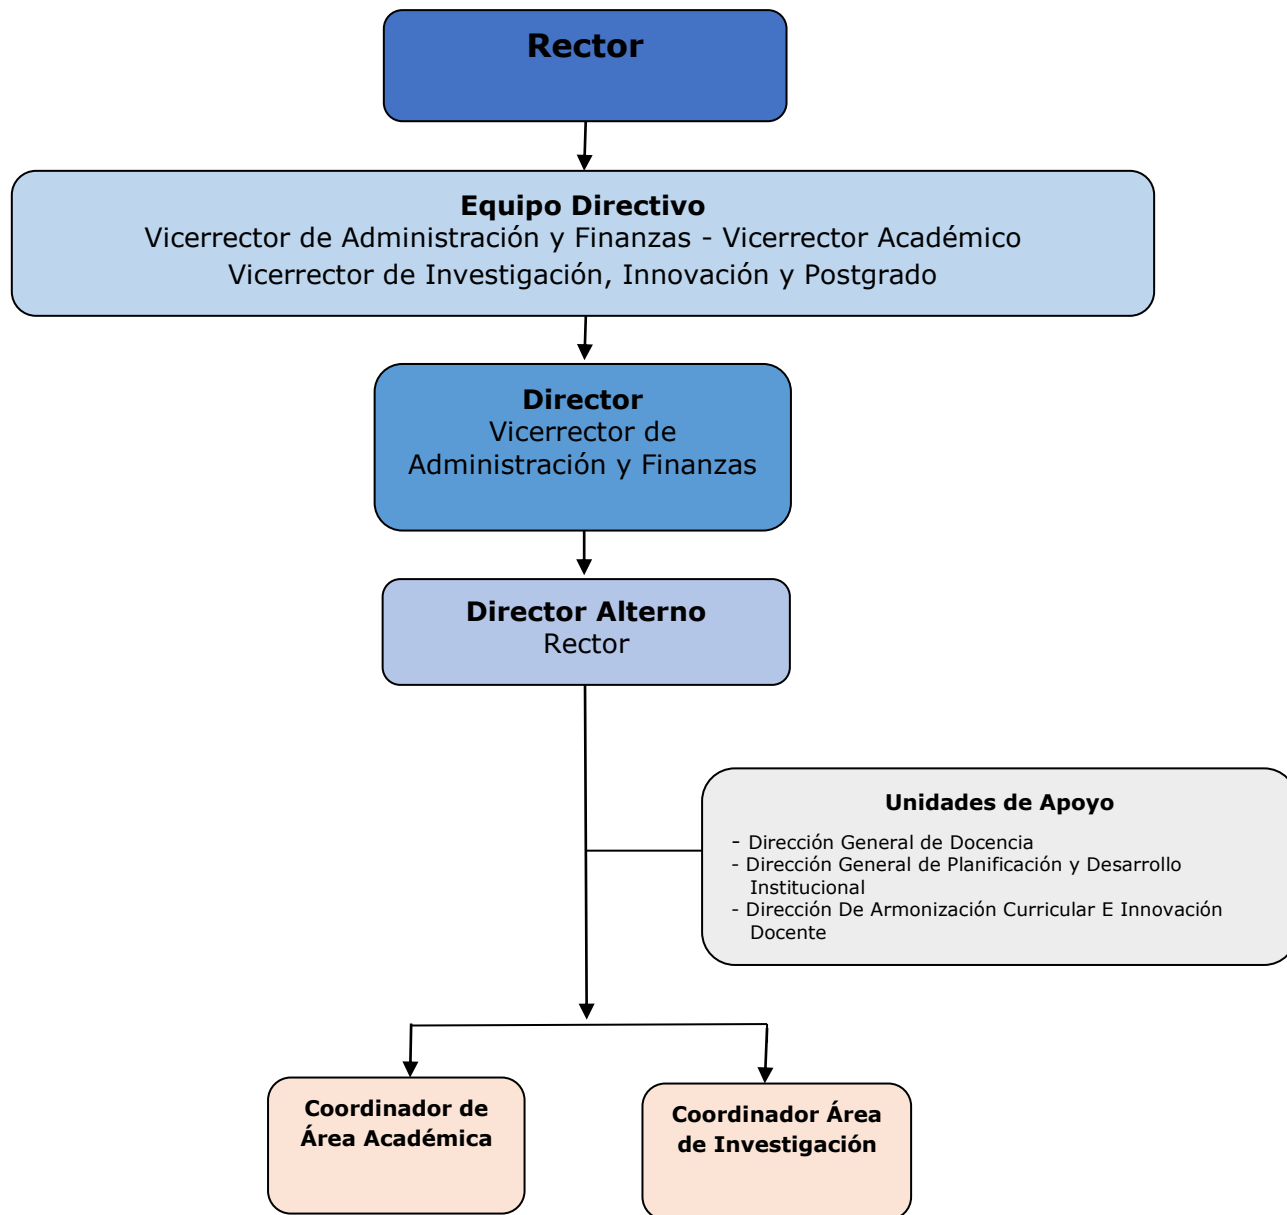 Rector
Equipo Directivo
Vicerrector de Administración y Finanzas - Vicerrector Académico
Vicerrector de Investigación, Innovación y Postgrado
Director
Vicerrector de
Administración y Finanzas
Director Alterno
Rector
Unidades de Apoyo
- Dirección General de Docencia
- Dirección General de Planificación y Desarrollo
Institucional
- Dirección De Armonización Curricular E Innovación
Docente
Coordinador de
Área Académica
Coordinador Área
de Investigación